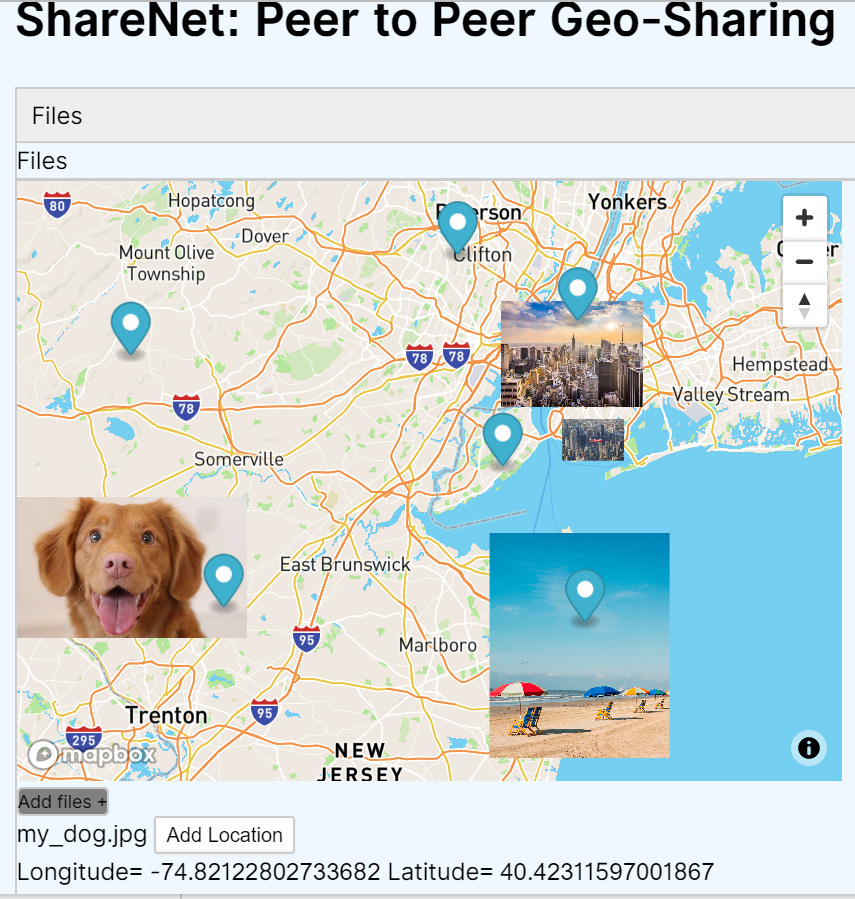 ShareNet: Peer to Peer Geo-Sharing
Files
Files
80
Hopatcong
Yonkers
+
Dover
Clifton
Mount Olive
Township
−
78
78
Hempstead
78
Valley Stream
Somerville
East Brunswick
95
Marlboro
Trenton
95
295
mapbox
NEW
JERSEY
Add files +
my_dog.jpg Add Location
Longitude= -74.82122802733682 Latitude= 40.42311597001867